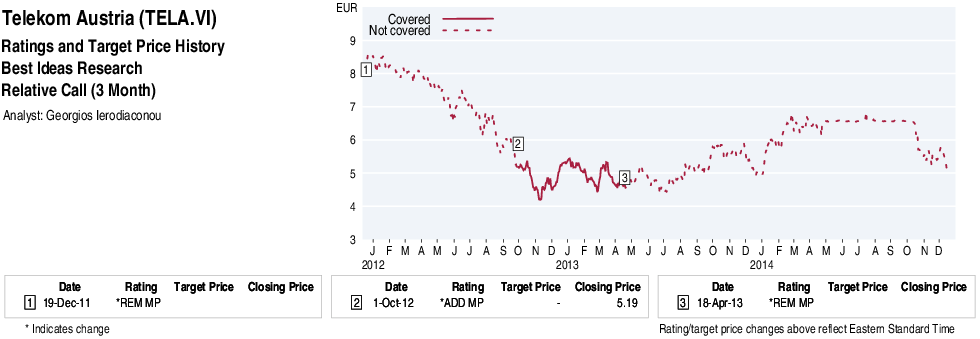 Telekom Austria (TELA.VI)
Ratings and Target Price History
Best Ideas Research
Relative Call (3 Month)
Analyst: Georgios Ierodiaconou
EUR
Covered
Not covered
9
8
7
6
5
4
3
1
2
3
J F M A M J J A S O N D J F M A M J J A S O N D J F M A M J J A S O N D
2012 2013 2014
Date Rating Target Price Closing Price
1 19-Dec-11 *REM MP
Date Rating Target Price Closing Price
2 1-Oct-12 *ADD MP - 5.19
Date Rating Target Price Closing Price
3 18-Apr-13 *REM MP
* Indicates change
Rating/target price changes above reflect Eastern Standard Time